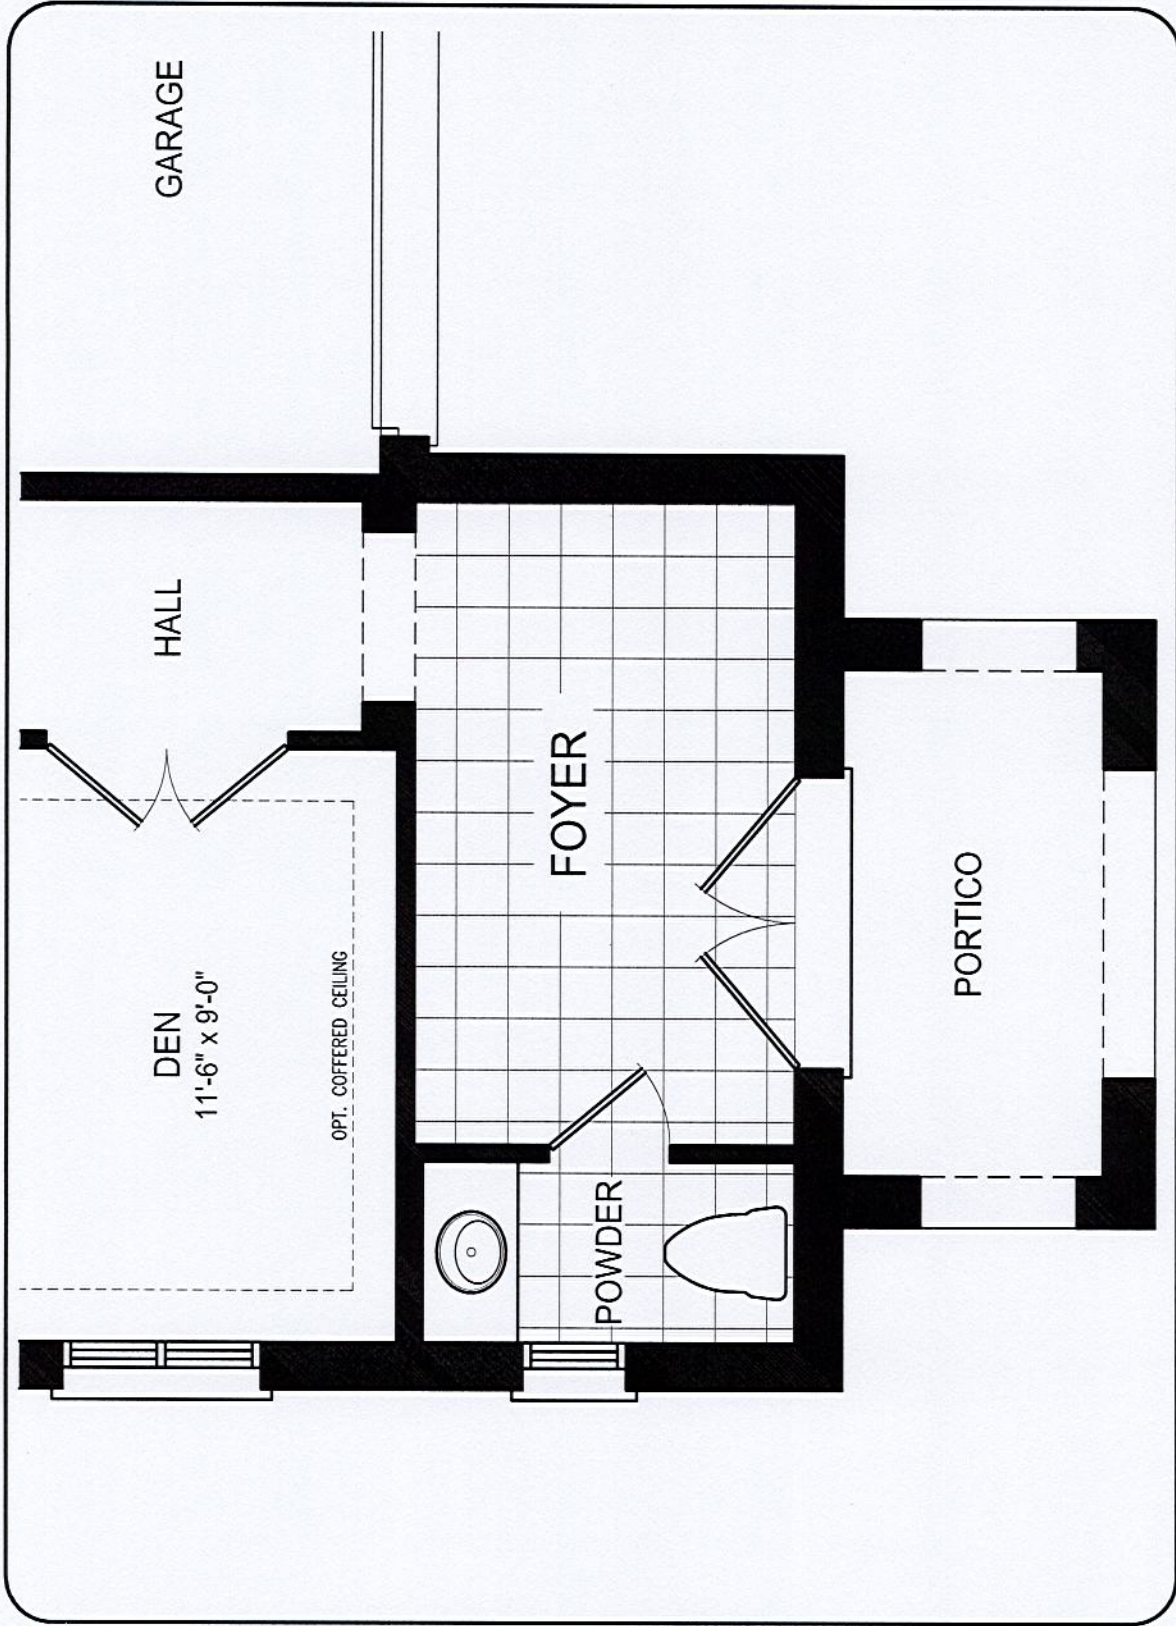 DEN
11'-6" x 9'-0"
HALL
GARAGE
OPT. COFFERED CEILING
FOYER
POWDER
PORTICO